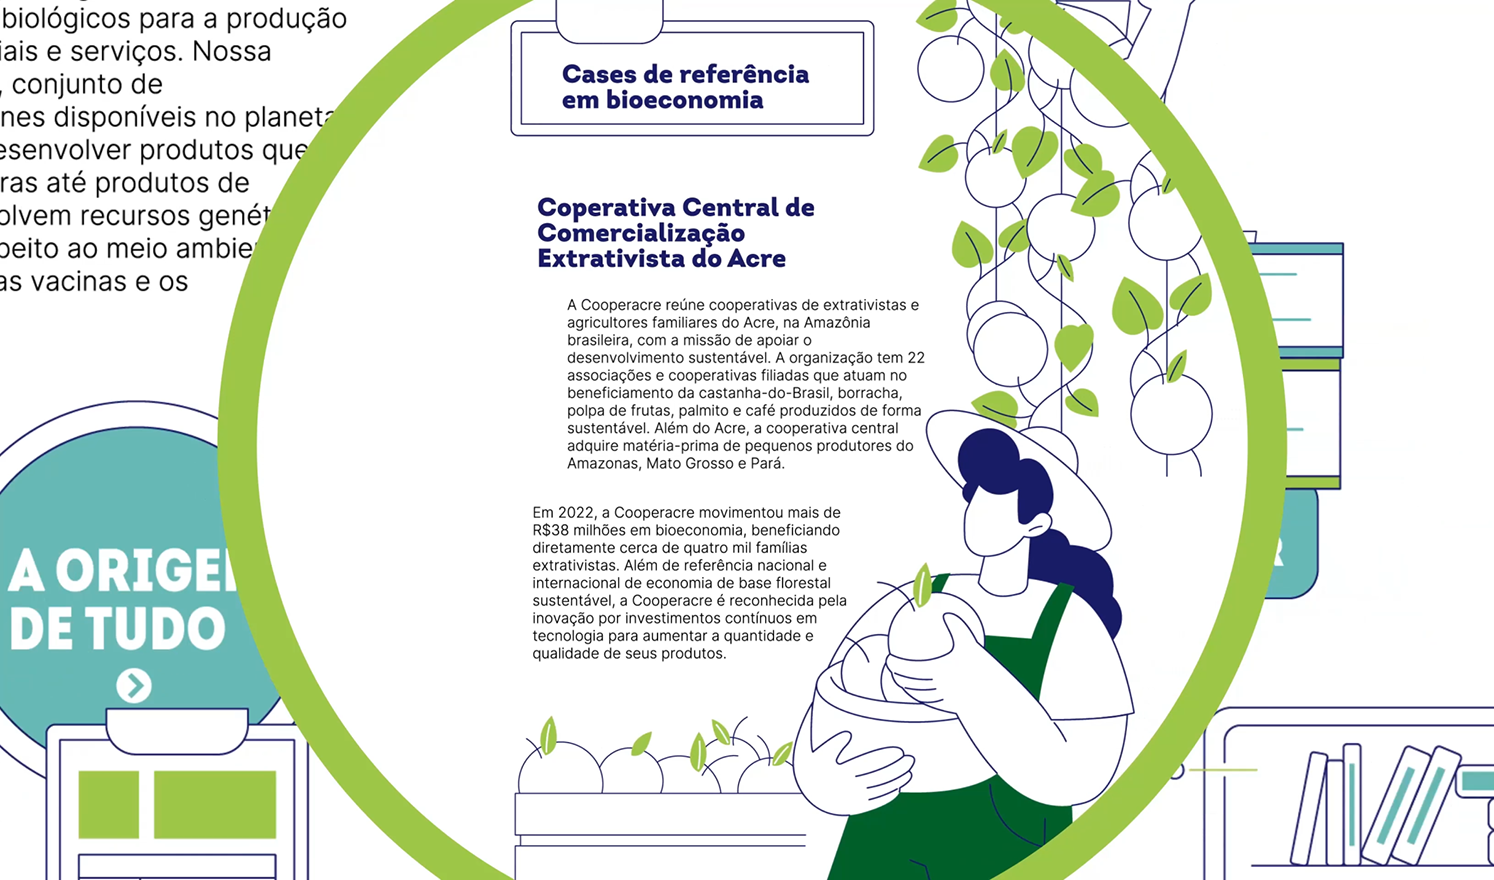 biológicos para a produção
iais e serviços. Nossa
, conjunto de
nes disponíveis no planeta
esenvolver produtos que
ras até produtos de
olvem recursos genét
peito ao meio ambie
as vacinas e os
A ORIGE
DE TUDO
Cases de referência
em bioeconomia
Coperativa Central de
Comercialização
Extrativista do Acre
A Cooperacre reúne cooperativas de extrativistas e
agricultores familiares do Acre, na Amazônia
brasileira, com a missão de apoiar o
desenvolvimento sustentável. A organização tem 22
associações e cooperativas filiadas que atuam no
beneficiamento da castanha-do-Brasil, borracha,
polpa de frutas, palmito e café produzidos de forma
sustentável. Além do Acre, a cooperativa central
adquire matéria-prima de pequenos produtores do
Amazonas, Mato Grosso e Pará.
Em 2022, a Cooperacre movimentou mais de
R$38 milhões em bioeconomia, beneficiando
diretamente cerca de quatro mil famílias
extrativistas. Além de referência nacional e
internacional de economia de base florestal
sustentável, a Cooperacre é reconhecida pela
inovação por investimentos contínuos em
tecnologia para aumentar a quantidade e
qualidade de seus produtos.
R